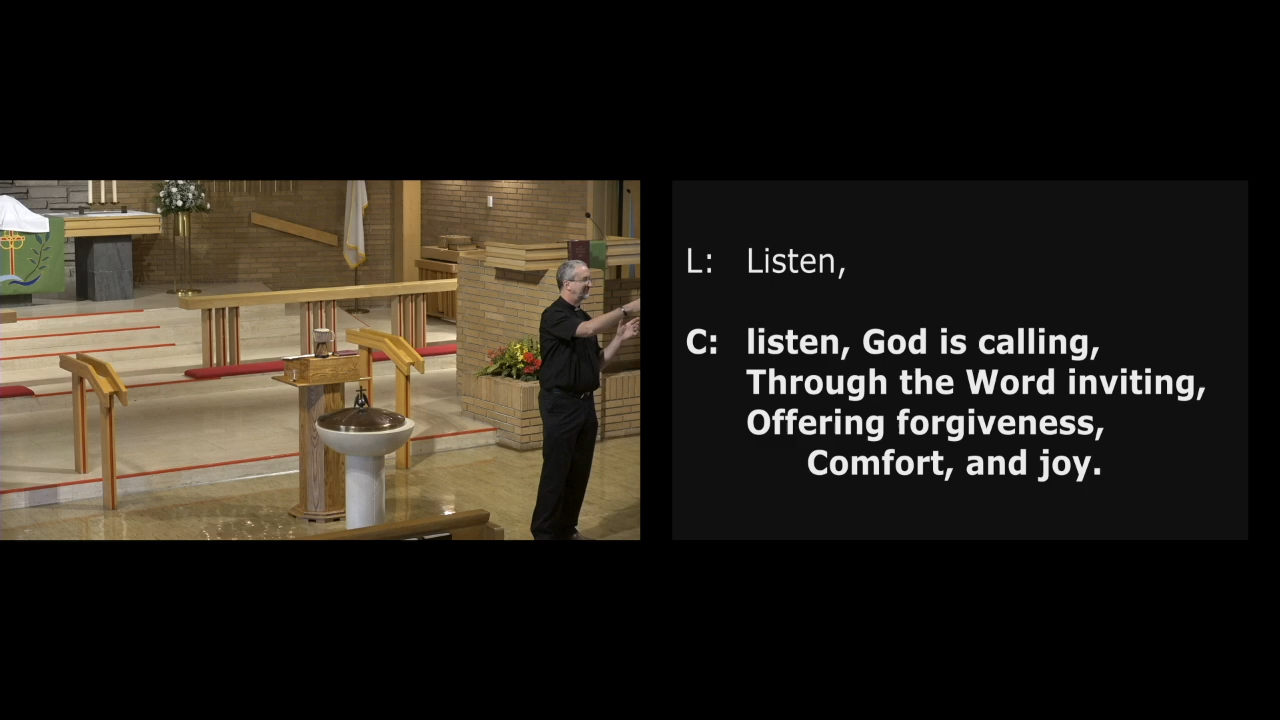 L: Listen,
C: listen, God is calling,
Through the Word inviting,
Offering forgiveness,
Comfort, and joy.